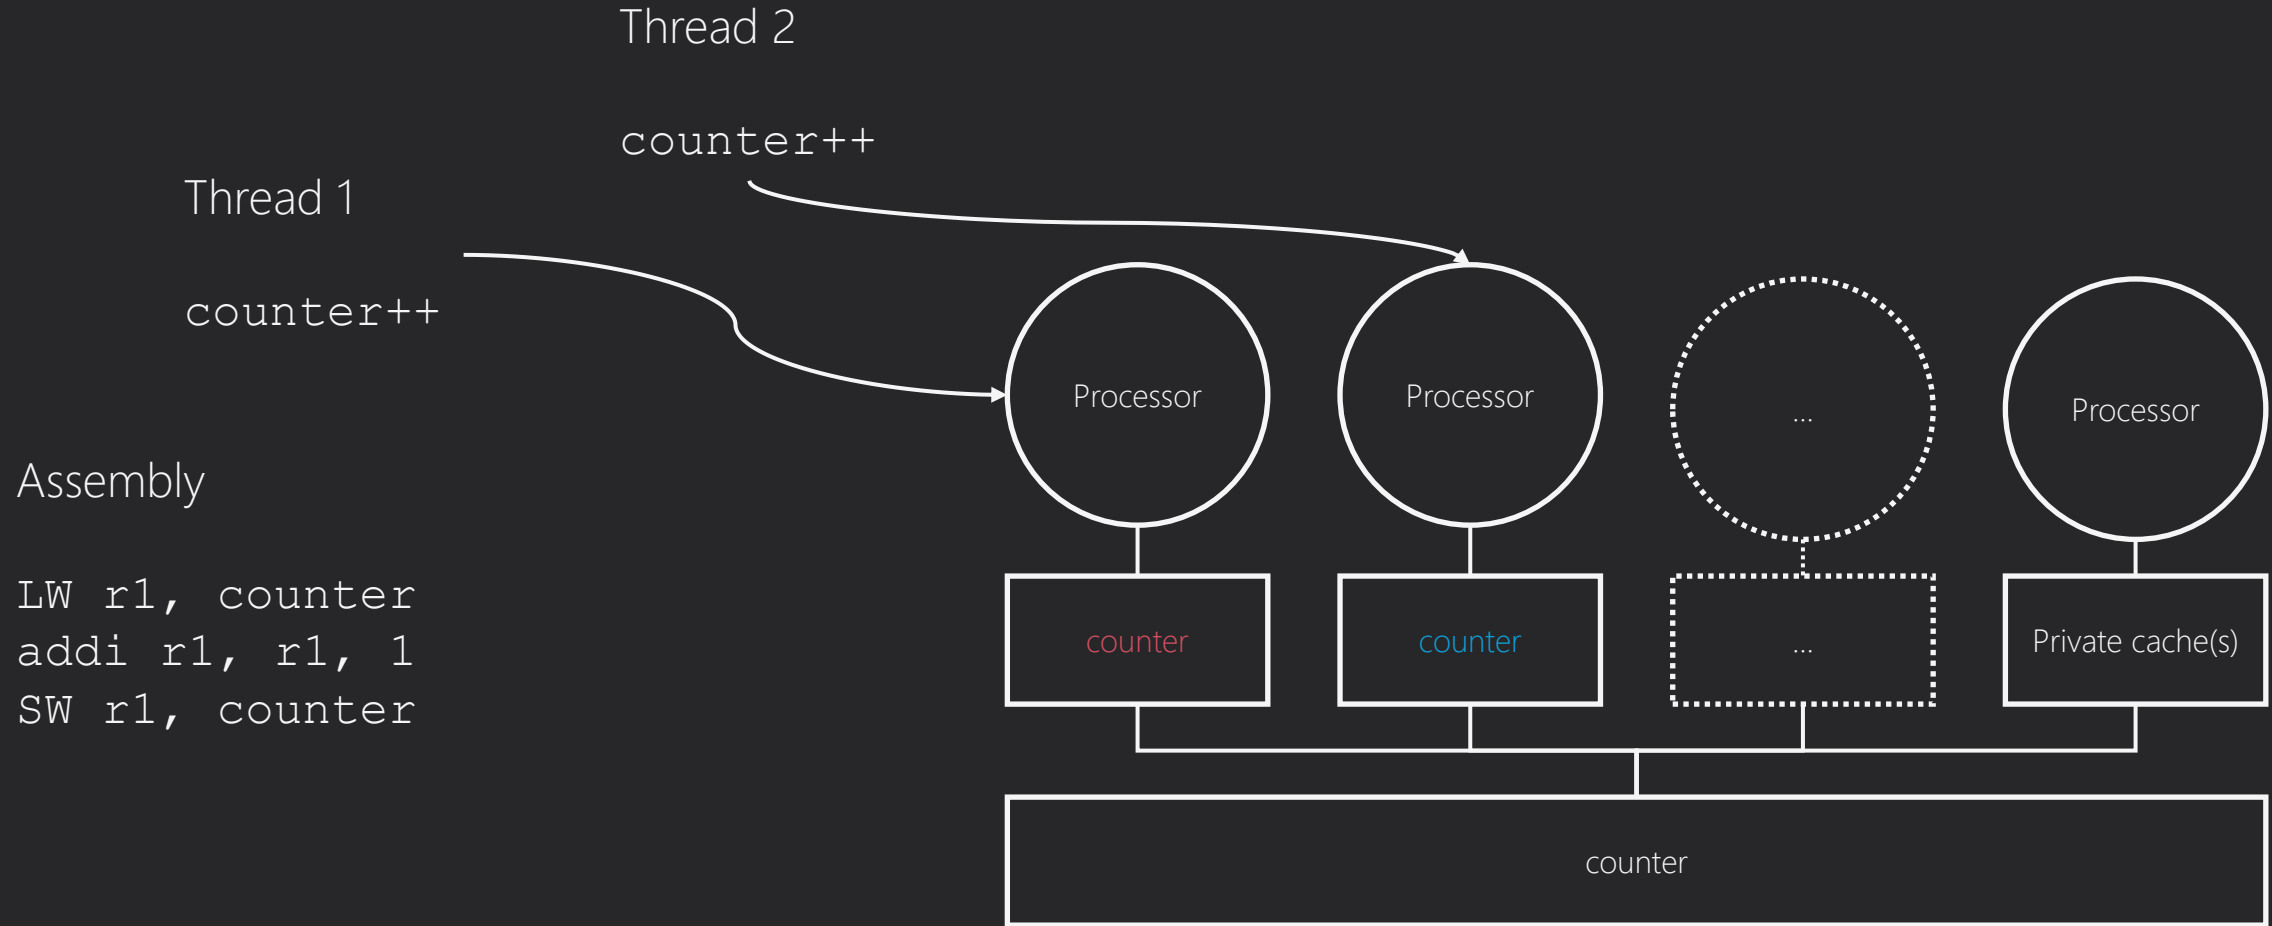 Thread 2
counter++
Thread 1
counter++
Assembly
LW r1, counter
addi r1, r1, 1
SW r1, counter
Processor
Processor
...
Processor
counter
counter
...
Private cache(s)
counter